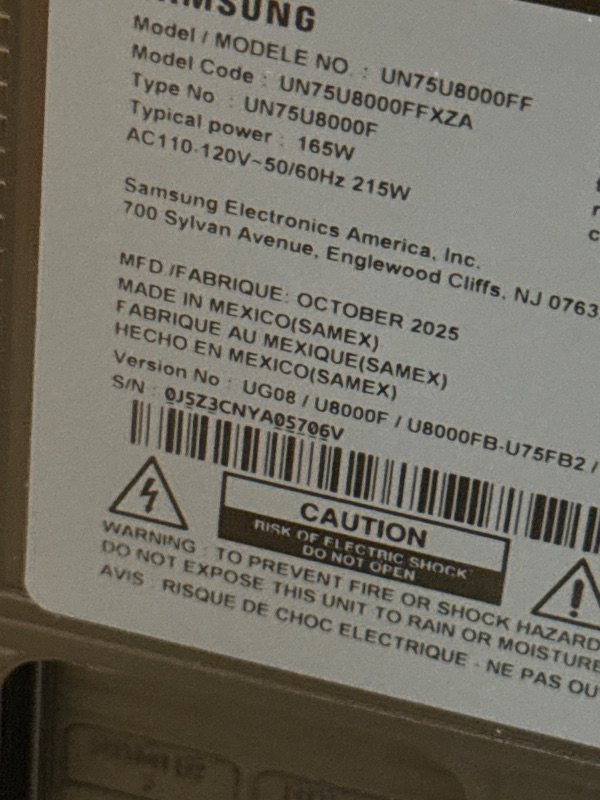 SAMSUNG
Model / MODELE NO. : UN75U8000FF
Model Code : UN75U8000FFXZA
Type No : UN75U8000F
Typical power : 165W
AC110-120V~50/60Hz 215W
Samsung Electronics America, Inc.
700 Sylvan Avenue, Englewood Cliffs, NJ 0763
MFD./FABRIQUE: OCTOBER 2025
MADE IN MEXICO(SAMEX)
FABRIQUE AU MEXIQUE(SAMEX)
HECHO EN MEXICO(SAMEX)
Version No : UG08 / U8000F / U8000FB-U75FB2 /
S/N : 0J5Z3CNYA05706V
CAUTION
RISK OF ELECTRIC SHOCK
DO NOT OPEN
WARNING : TO PREVENT FIRE OR SHOCK HAZARD
DO NOT EXPOSE THIS UNIT TO RAIN OR MOISTURE
AVIS : RISQUE DE CHOC ELECTRIQUE - NE PAS OU